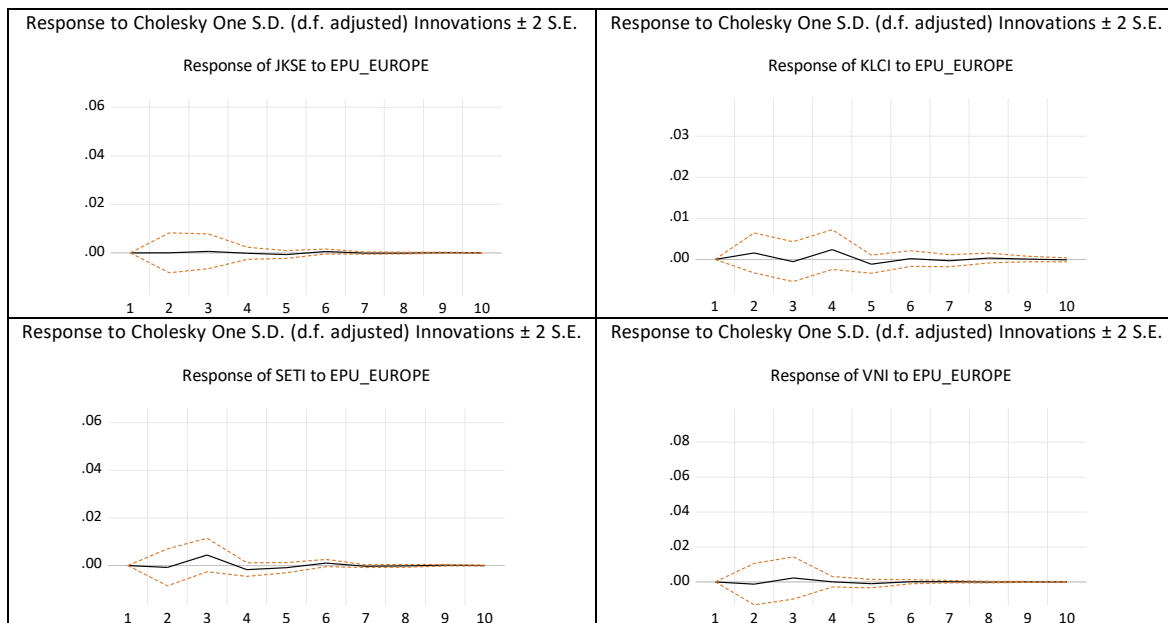 Response to Cholesky One S.D. (d.f. adjusted) Innovations ± 2 S.E.
Response of JKSE to EPU_EUROPE
.06
.04
.02
.00
1 2 3 4 5 6 7 8 9 10
Response to Cholesky One S.D. (d.f. adjusted) Innovations ± 2 S.E.
Response of KLCI to EPU_EUROPE
.03
.02
.01
.00
1 2 3 4 5 6 7 8 9 10
Response to Cholesky One S.D. (d.f. adjusted) Innovations ± 2 S.E.
Response of SETI to EPU_EUROPE
.06
.04
.02
.00
1 2 3 4 5 6 7 8 9 10
Response to Cholesky One S.D. (d.f. adjusted) Innovations ± 2 S.E.
Response of VNI to EPU_EUROPE
.08
.06
.04
.02
.00
1 2 3 4 5 6 7 8 9 10